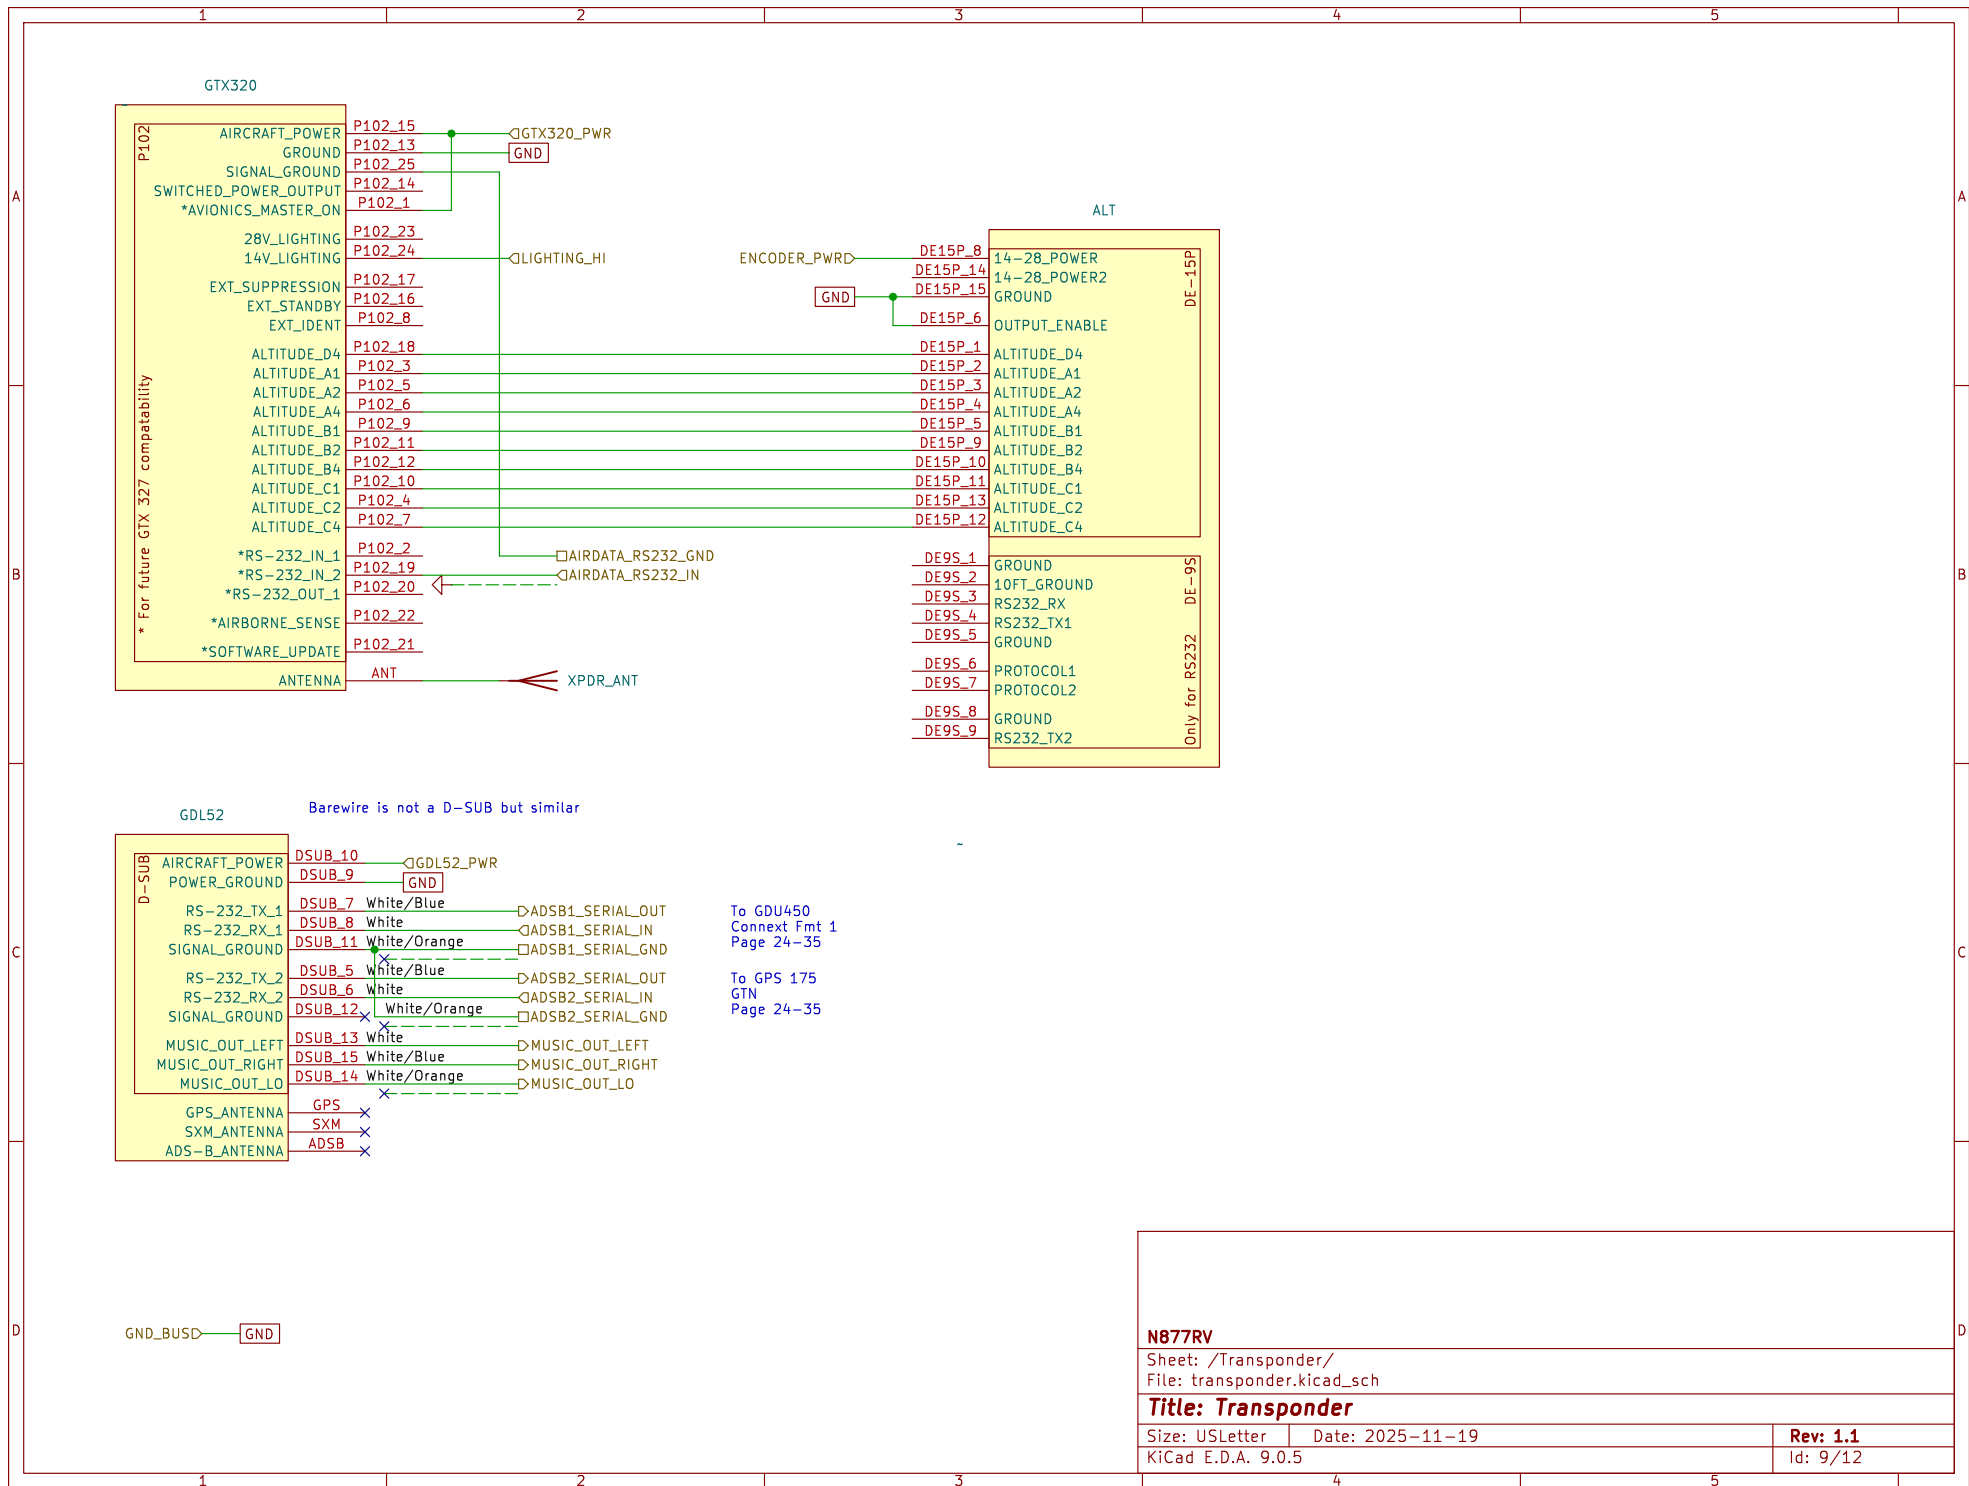 1 2 3 4 5
A A
B B
C C
D D
GTX320
P102
* For future GTX 327 compatability
AIRCRAFT_POWER P102_15 GTX320_PWR
GROUND P102_13 GND
SIGNAL_GROUND P102_25
SWITCHED_POWER_OUTPUT P102_14
*AVIONICS_MASTER_ON P102_1
28V_LIGHTING P102_23
14V_LIGHTING P102_24 LIGHTING_HI
EXT_SUPPRESSION P102_17
EXT_STANDBY P102_16
EXT_IDENT P102_8
ALTITUDE_D4 P102_18
ALTITUDE_A1 P102_3
ALTITUDE_A2 P102_5
ALTITUDE_A4 P102_6
ALTITUDE_B1 P102_9
ALTITUDE_B2 P102_11
ALTITUDE_B4 P102_12
ALTITUDE_C1 P102_10
ALTITUDE_C2 P102_4
ALTITUDE_C4 P102_7
*RS-232_IN_1 P102_2 AIRDATA_RS232_GND
*RS-232_IN_2 P102_19 AIRDATA_RS232_IN
*RS-232_OUT_1 P102_20
*AIRBORNE_SENSE P102_22
*SOFTWARE_UPDATE P102_21
ANTENNA ANT XPDR_ANT
ALT
DE-15P
ENCODER_PWR DE15P_8 14-28_POWER
DE15P_14 14-28_POWER2
GND DE15P_15 GROUND
DE15P_6 OUTPUT_ENABLE
DE15P_1 ALTITUDE_D4
DE15P_2 ALTITUDE_A1
DE15P_3 ALTITUDE_A2
DE15P_4 ALTITUDE_A4
DE15P_5 ALTITUDE_B1
DE15P_9 ALTITUDE_B2
DE15P_10 ALTITUDE_B4
DE15P_11 ALTITUDE_C1
DE15P_13 ALTITUDE_C2
DE15P_12 ALTITUDE_C4
DE-9S
Only for RS232
DE9S_1 GROUND
DE9S_2 10FT_GROUND
DE9S_3 RS232_RX
DE9S_4 RS232_TX1
DE9S_5 GROUND
DE9S_6 PROTOCOL1
DE9S_7 PROTOCOL2
DE9S_8 GROUND
DE9S_9 RS232_TX2
Barewire is not a D-SUB but similar
GDL52
~
D-SUB
AIRCRAFT_POWER DSUB_10 GDL52_PWR
POWER_GROUND DSUB_9 GND
RS-232_TX_1 DSUB_7 White/Blue ADSB1_SERIAL_OUT
RS-232_RX_1 DSUB_8 White ADSB1_SERIAL_IN
SIGNAL_GROUND DSUB_11 White/Orange ADSB1_SERIAL_GND
RS-232_TX_2 DSUB_5 White/Blue ADSB2_SERIAL_OUT
RS-232_RX_2 DSUB_6 White ADSB2_SERIAL_IN
SIGNAL_GROUND DSUB_12 White/Orange ADSB2_SERIAL_GND
MUSIC_OUT_LEFT DSUB_13 White MUSIC_OUT_LEFT
MUSIC_OUT_RIGHT DSUB_15 White/Blue MUSIC_OUT_RIGHT
MUSIC_OUT_LO DSUB_14 White/Orange MUSIC_OUT_LO
GPS_ANTENNA GPS
SXM_ANTENNA SXM
ADS-B_ANTENNA ADSB
To GDU450
Connext Fmt 1
Page 24-35
To GPS 175
GTN
Page 24-35
GND_BUS GND
N877RV
Sheet: /Transponder/
File: transponder.kicad_sch
Title: Transponder
Size: USLetter Date: 2025-11-19 Rev: 1.1
KiCad E.D.A. 9.0.5 Id: 9/12
1 2 3 4 5